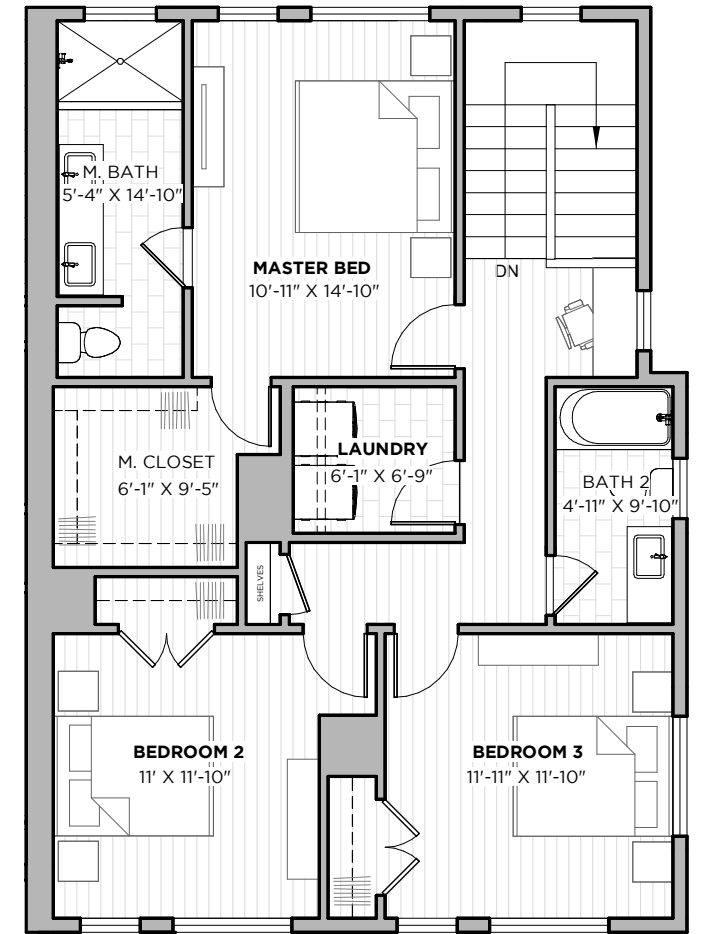 M. BATH
5'-4" X 14'-10"
MASTER BED
10'-11" X 14'-10"
DN
M. CLOSET
6'-1" X 9'-5"
LAUNDRY
6'-1" X 6'-9"
BATH 2
4'-11" X 9'-10"
SHELVES
BEDROOM 2
11' X 11'-10"
BEDROOM 3
11'-11" X 11'-10"